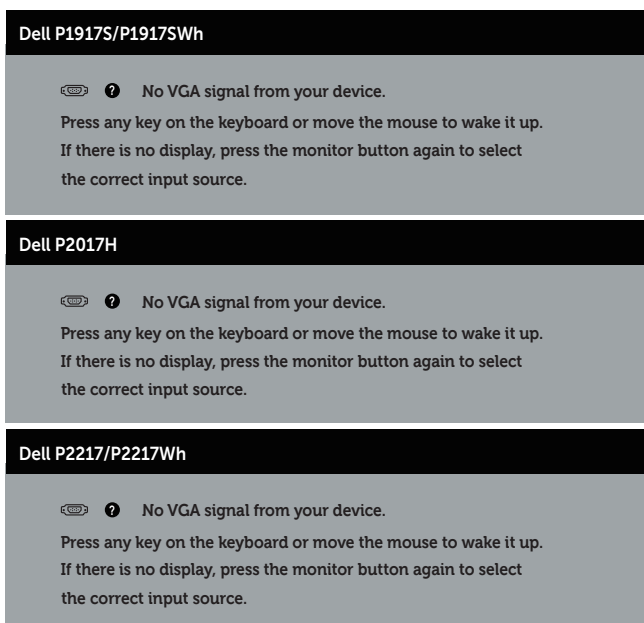 Dell P1917S/P1917SWh
? No VGA signal from your device.
Press any key on the keyboard or move the mouse to wake it up.
If there is no display, press the monitor button again to select
the correct input source.
Dell P2017H
? No VGA signal from your device.
Press any key on the keyboard or move the mouse to wake it up.
If there is no display, press the monitor button again to select
the correct input source.
Dell P2217/P2217Wh
? No VGA signal from your device.
Press any key on the keyboard or move the mouse to wake it up.
If there is no display, press the monitor button again to select
the correct input source.